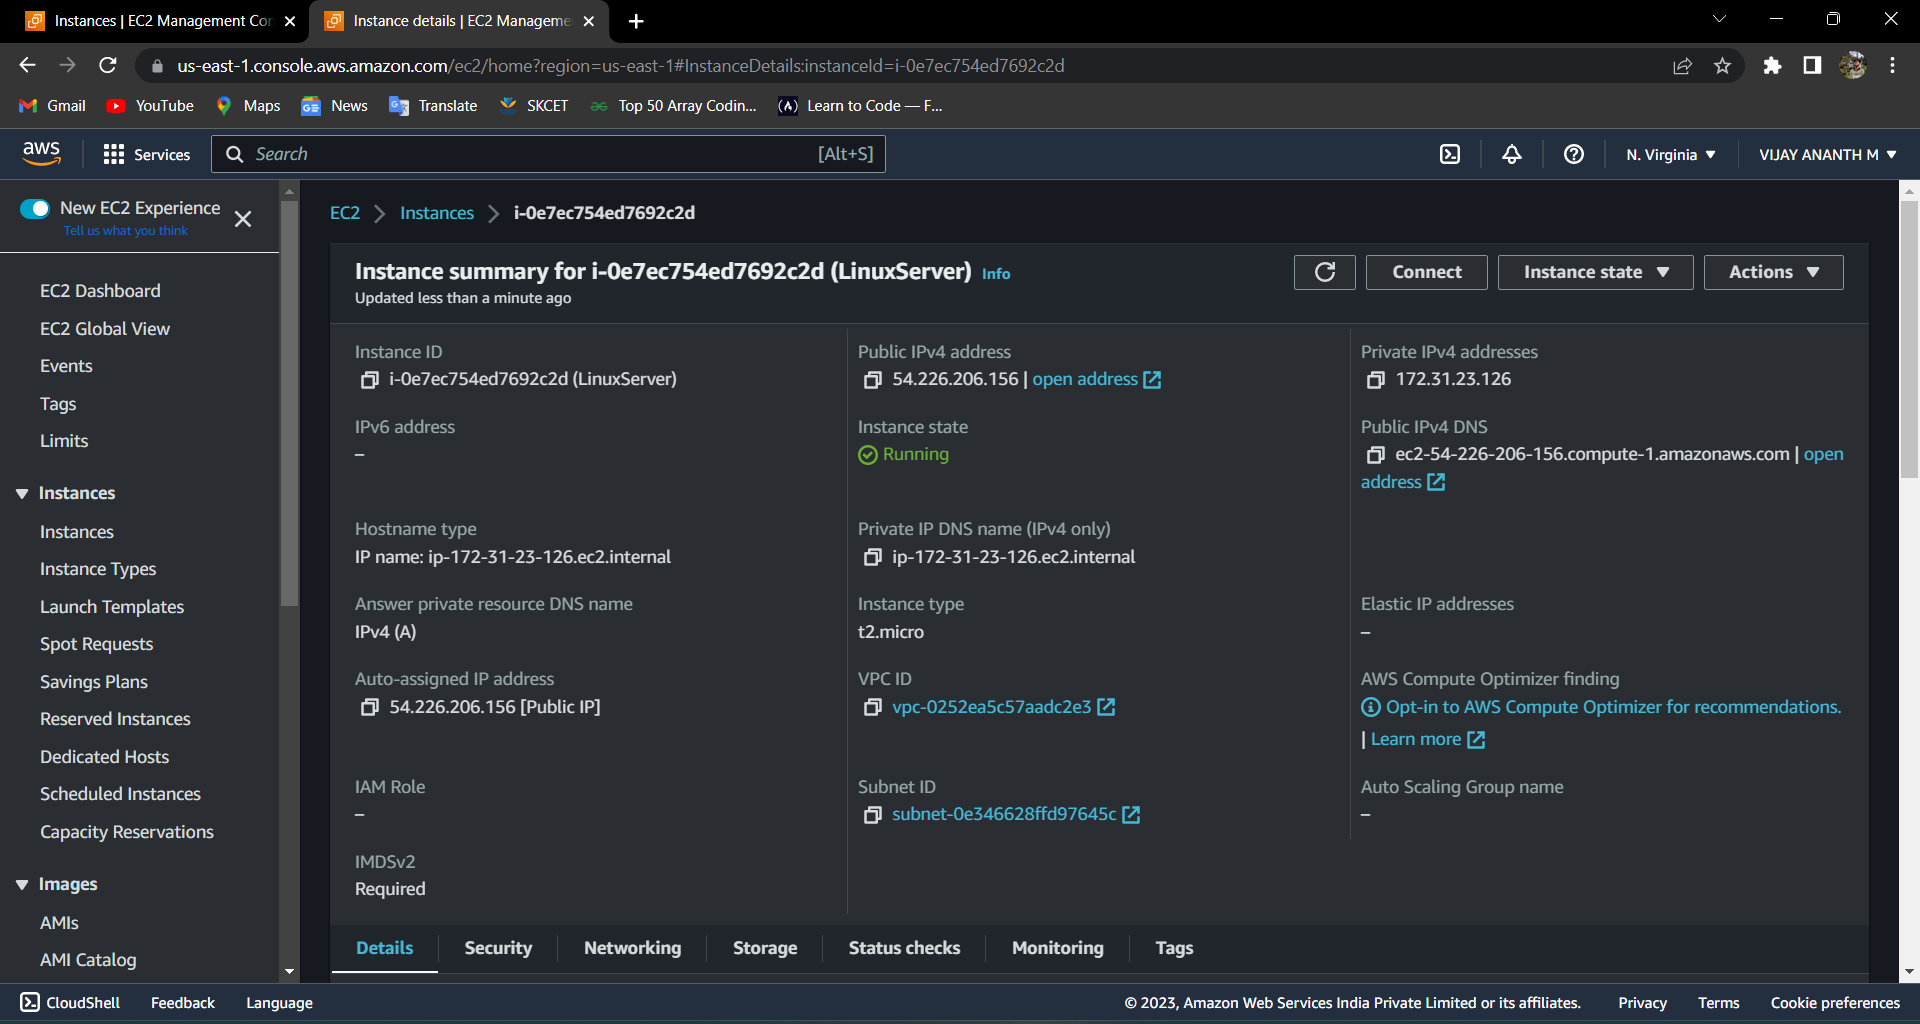 Instances | EC2 Management Con
Instance details | EC2 Manageme
us-east-1.console.aws.amazon.com/ec2/home?region=us-east-1#InstanceDetails:instanceId=i-0e7ec754ed7692c2d
Gmail
YouTube
Maps
News
Translate
SKCET
Top 50 Array Codin...
Learn to Code — F...
aws
Services
Search
[Alt+S]
N. Virginia
VIJAY ANANTH M
New EC2 Experience
Tell us what you think
EC2 Dashboard
EC2 Global View
Events
Tags
Limits
Instances
Instances
Instance Types
Launch Templates
Spot Requests
Savings Plans
Reserved Instances
Dedicated Hosts
Scheduled Instances
Capacity Reservations
Images
AMIs
AMI Catalog
EC2 > Instances > i-0e7ec754ed7692c2d
Instance summary for i-0e7ec754ed7692c2d (LinuxServer) Info
Updated less than a minute ago
Connect
Instance state
Actions
Instance ID
i-0e7ec754ed7692c2d (LinuxServer)
Public IPv4 address
54.226.206.156 | open address
Private IPv4 addresses
172.31.23.126
IPv6 address
–
Instance state
Running
Public IPv4 DNS
ec2-54-226-206-156.compute-1.amazonaws.com | open
address
Hostname type
IP name: ip-172-31-23-126.ec2.internal
Private IP DNS name (IPv4 only)
ip-172-31-23-126.ec2.internal
Answer private resource DNS name
IPv4 (A)
Instance type
t2.micro
Elastic IP addresses
–
Auto-assigned IP address
54.226.206.156 [Public IP]
VPC ID
vpc-0252ea5c57aadc2e3
AWS Compute Optimizer finding
Opt-in to AWS Compute Optimizer for recommendations.
| Learn more
IAM Role
–
Subnet ID
subnet-0e346628ffd97645c
Auto Scaling Group name
–
IMDSv2
Required
Details
Security
Networking
Storage
Status checks
Monitoring
Tags
CloudShell
Feedback
Language
© 2023, Amazon Web Services India Private Limited or its affiliates.
Privacy
Terms
Cookie preferences